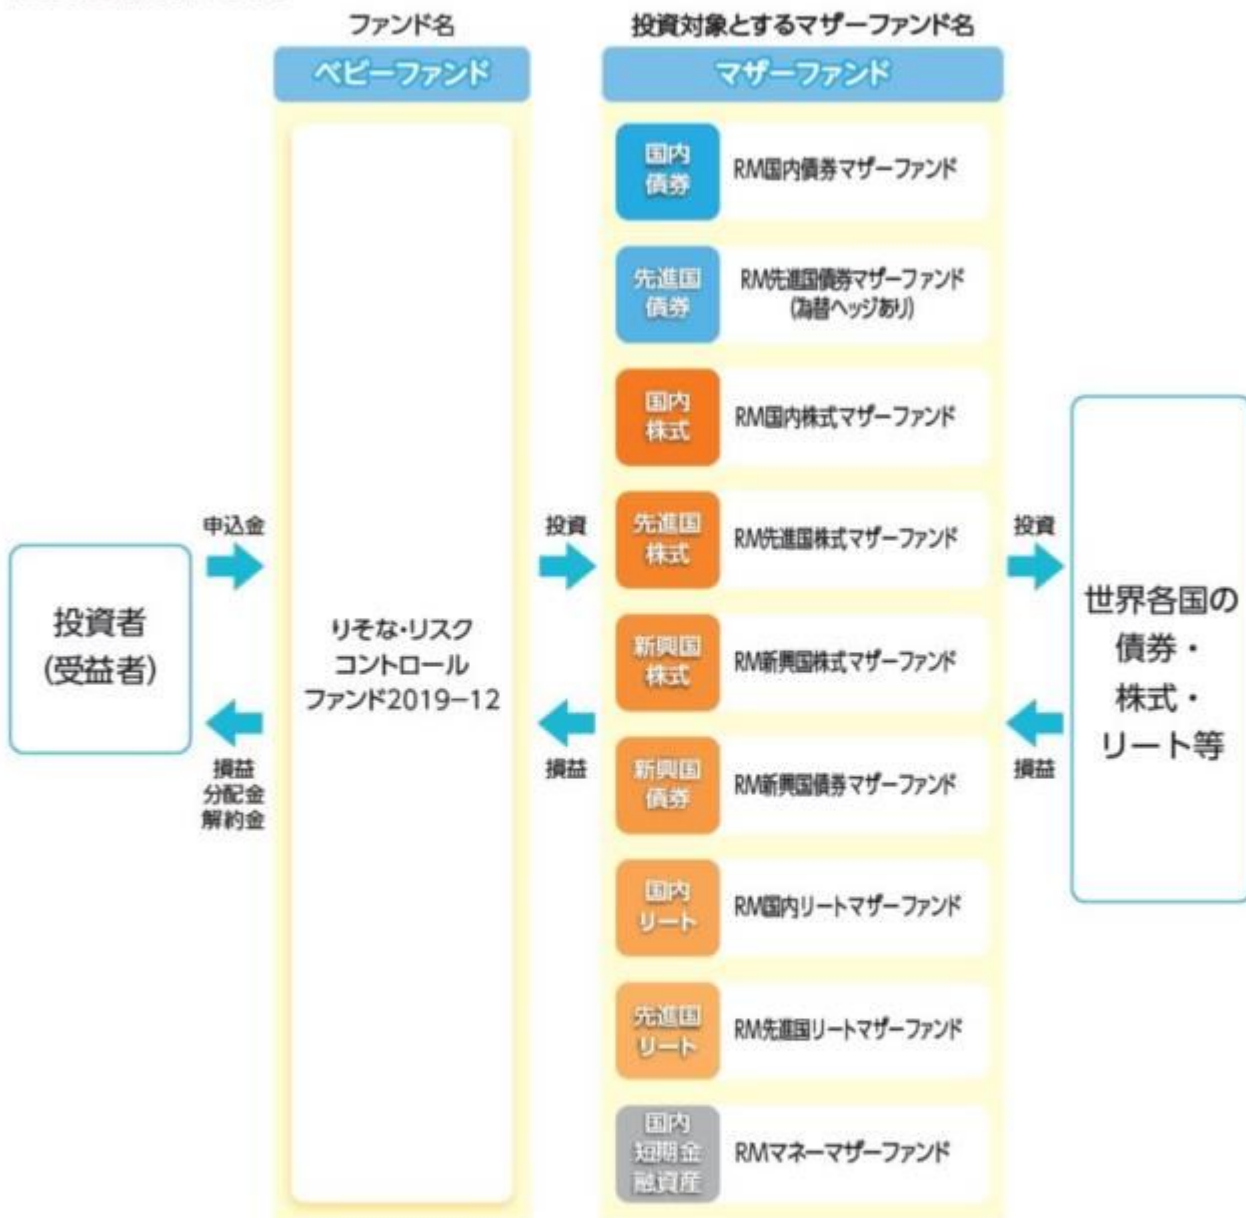 ファンド名
投資対象とするマザーファンド名
ベビーファンド
マザーファンド
国内
債券
RM国内債券マザーファンド
先進国
債券
RM先進国債券マザーファンド
(為替ヘッジあり)
国内
株式
RM国内株式マザーファンド
先進国
株式
RM先進国株式マザーファンド
新興国
株式
RM新興国株式マザーファンド
新興国
債券
RM新興国債券マザーファンド
国内
リート
RM国内リートマザーファンド
先進国
リート
RM先進国リートマザーファンド
国内
短期金
融資産
RMマネーマザーファンド
投資者
(受益者)
申込金
損益
分配金
解約金
りそな・リスク
コントロール
ファンド2019−12
投資
損益
投資
損益
世界各国の
債券・
株式・
リート等